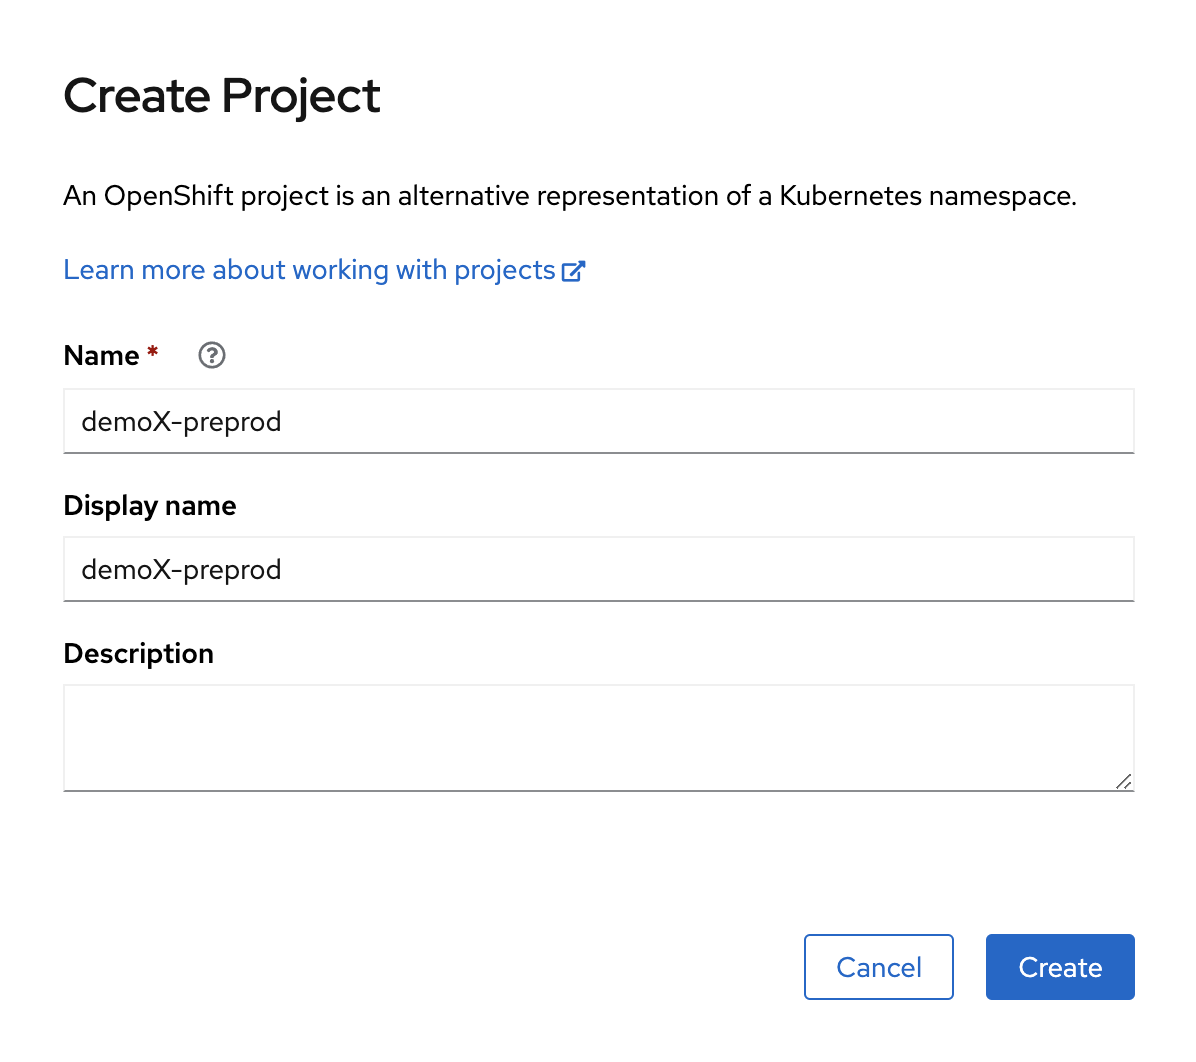 Create Project
An OpenShift project is an alternative representation of a Kubernetes namespace.
Learn more about working with projects
Name *
demoX-preprod
Display name
demoX-preprod
Description
Cancel Create